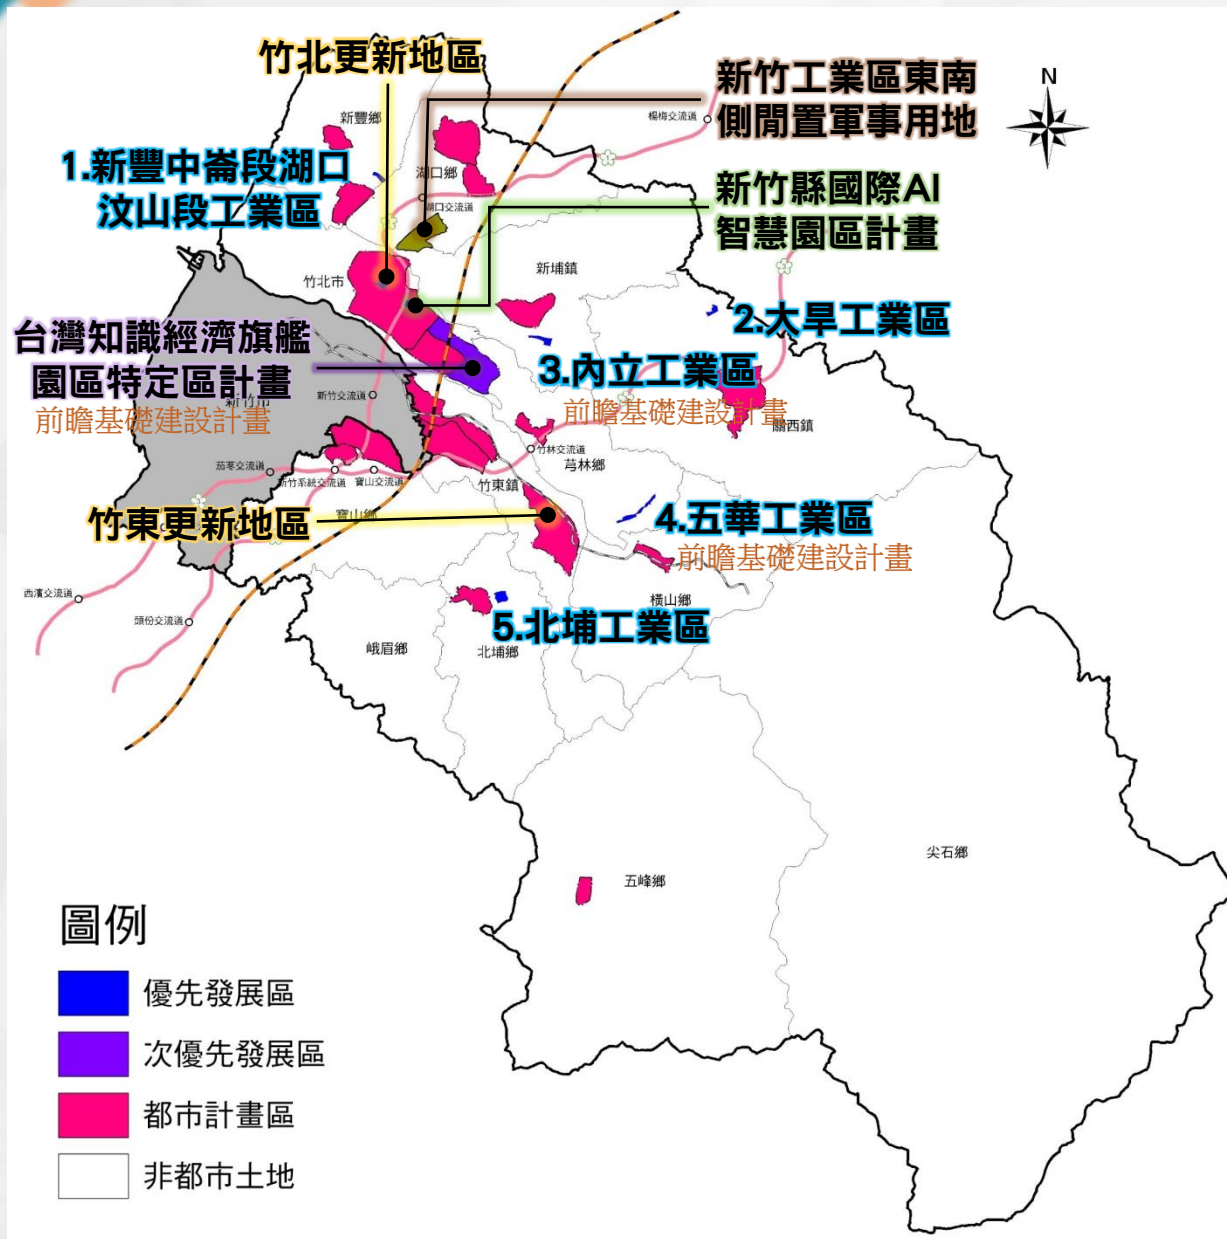 竹北更新地區
新竹工業區東南
側閒置軍事用地
N
楊梅交流道
新豐鄉
1.新豐中崙段湖口
汶山段工業區
湖口鄉
湖口交流道
新竹縣國際AI
智慧園區計畫
新埔鎮
竹北市
2.太旱工業區
台灣知識經濟旗艦
園區特定區計畫
新竹市
前瞻基礎建設計畫
新竹交流道
3.內立工業區
前瞻基礎建設計畫
關西鎮
竹林交流道
芎林鄉
茄苳交流道
新竹系統交流道
寶山交流道
竹東鎮
竹東更新地區
寶山鄉
4.五華工業區
前瞻基礎建設計畫
西濱交流道
頭份交流道
橫山鄉
5.北埔工業區
峨眉鄉
北埔鄉
尖石鄉
五峰鄉
圖例
優先發展區
次優先發展區
都市計畫區
非都市土地